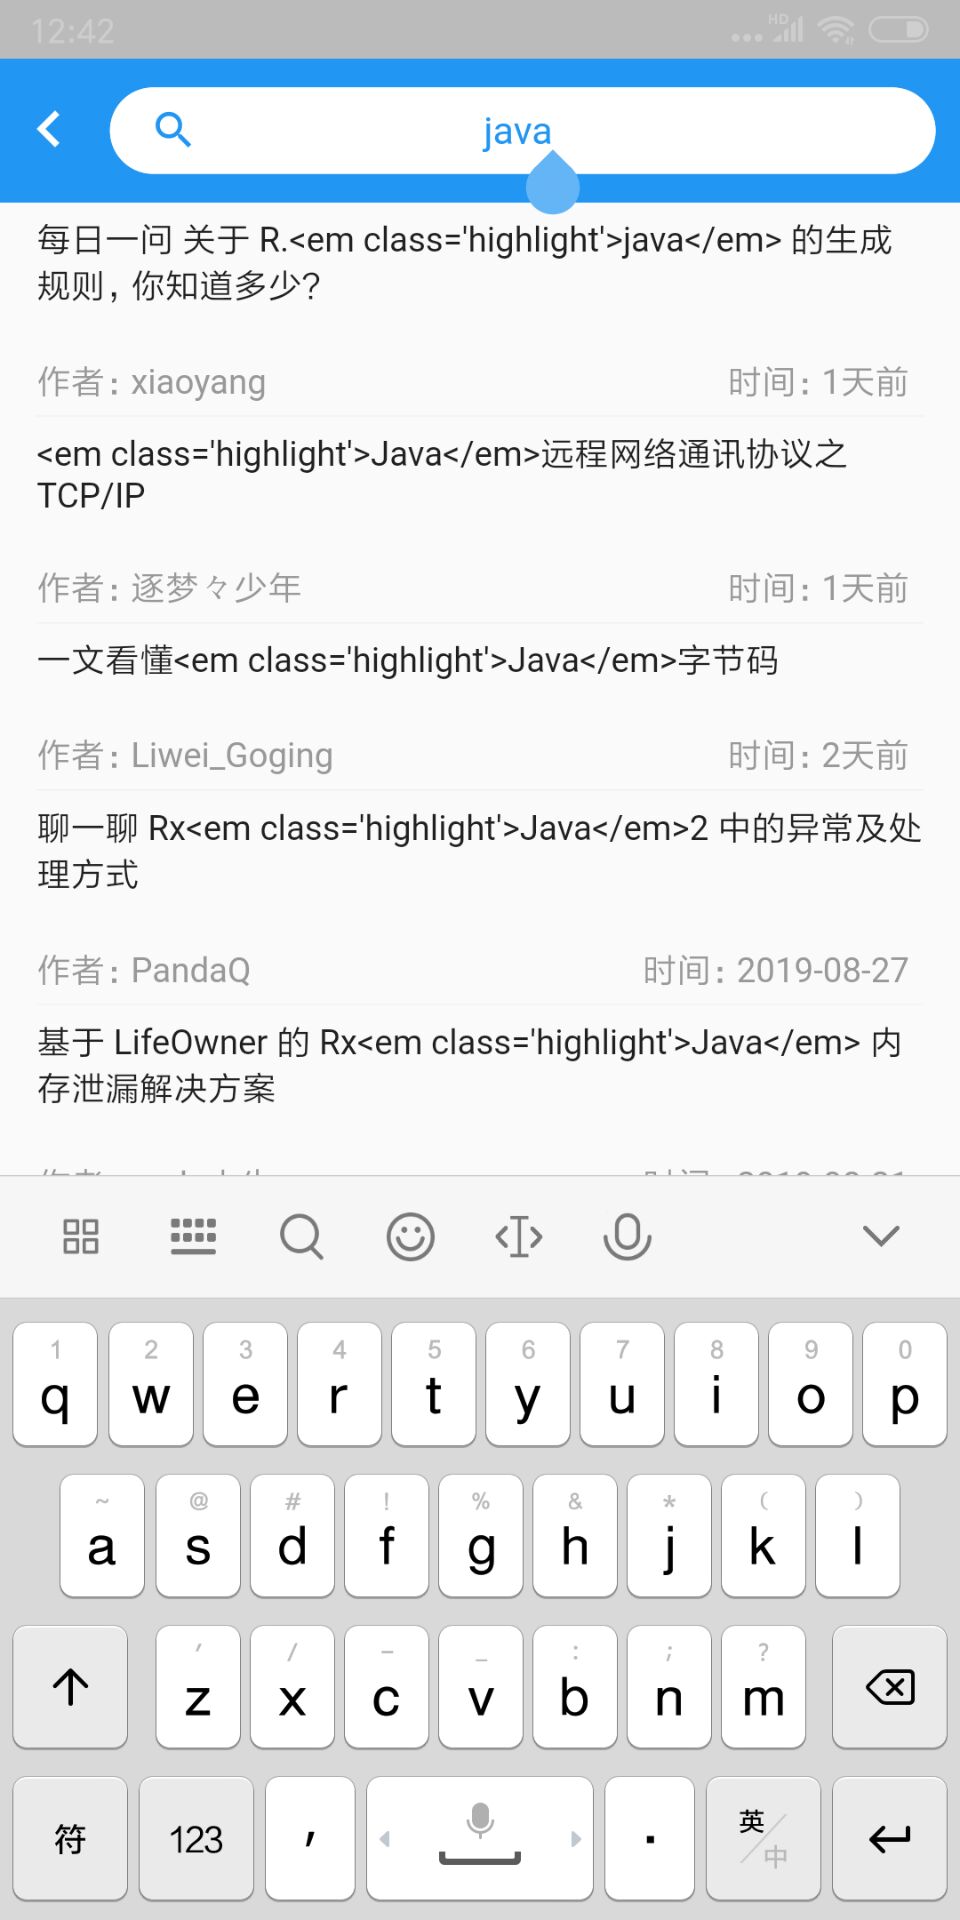 12:42
HD
java
每日一问 关于 R.<em class='highlight'>java</em> 的生成
规则，你知道多少？
作者：xiaoyang 时间：1天前
<em class='highlight'>Java</em>远程网络通讯协议之
TCP/IP
作者：逐梦々少年 时间：1天前
一文看懂<em class='highlight'>Java</em>字节码
作者：Liwei_Goging 时间：2天前
聊一聊 Rx<em class='highlight'>Java</em>2 中的异常及处
理方式
作者：PandaQ 时间：2019-08-27
基于 LifeOwner 的 Rx<em class='highlight'>Java</em> 内
存泄漏解决方案
1 2 3 4 5 6 7 8 9 0
q w e r t y u i o p
~ @ # ! % & * ( )
a s d f g h j k l
' / - _ : ; ?
z x c v b n m
符 123 , . 英/中